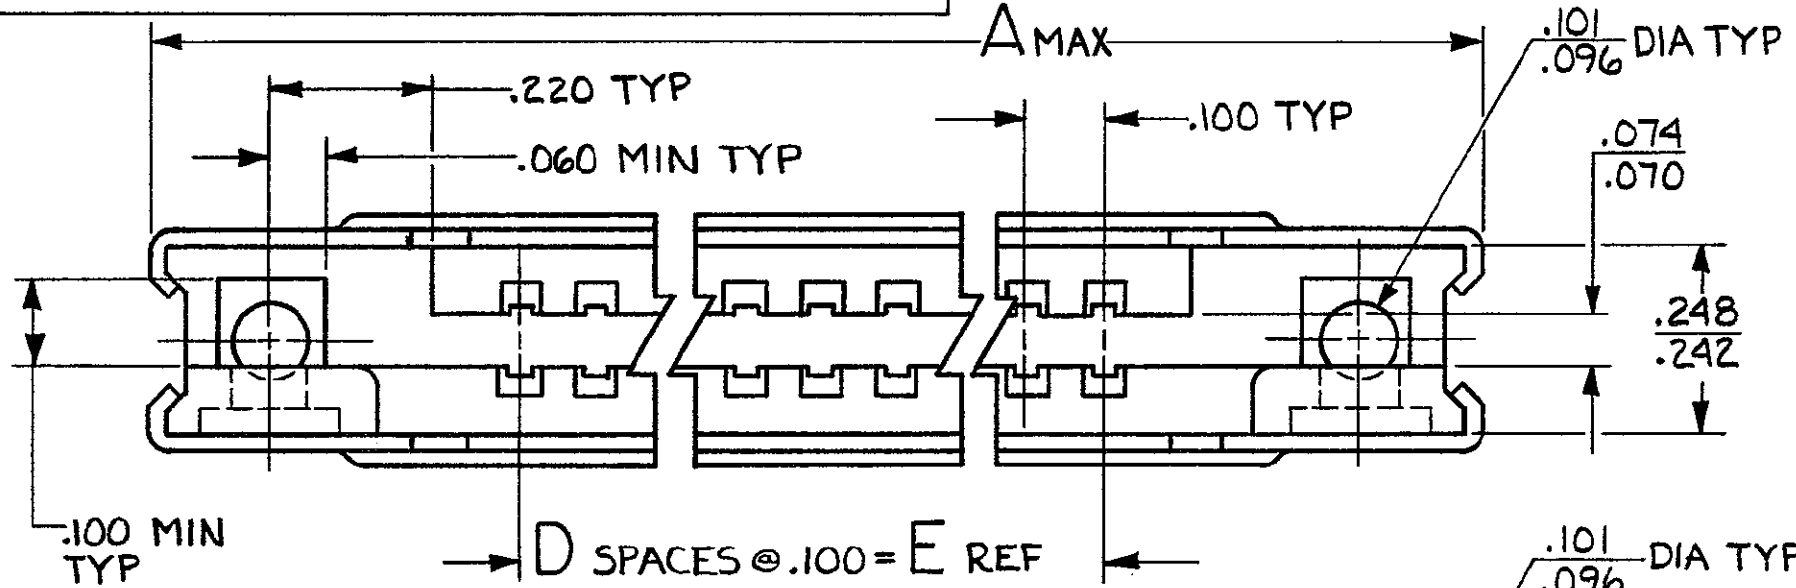 A MAX
.101
.096 DIA TYP
.220 TYP
.100 TYP
.060 MIN TYP
.074
.070
.248
.242
.100 MIN
TYP
D SPACES @ .100 = E REF
.101
.096 DIA TYP